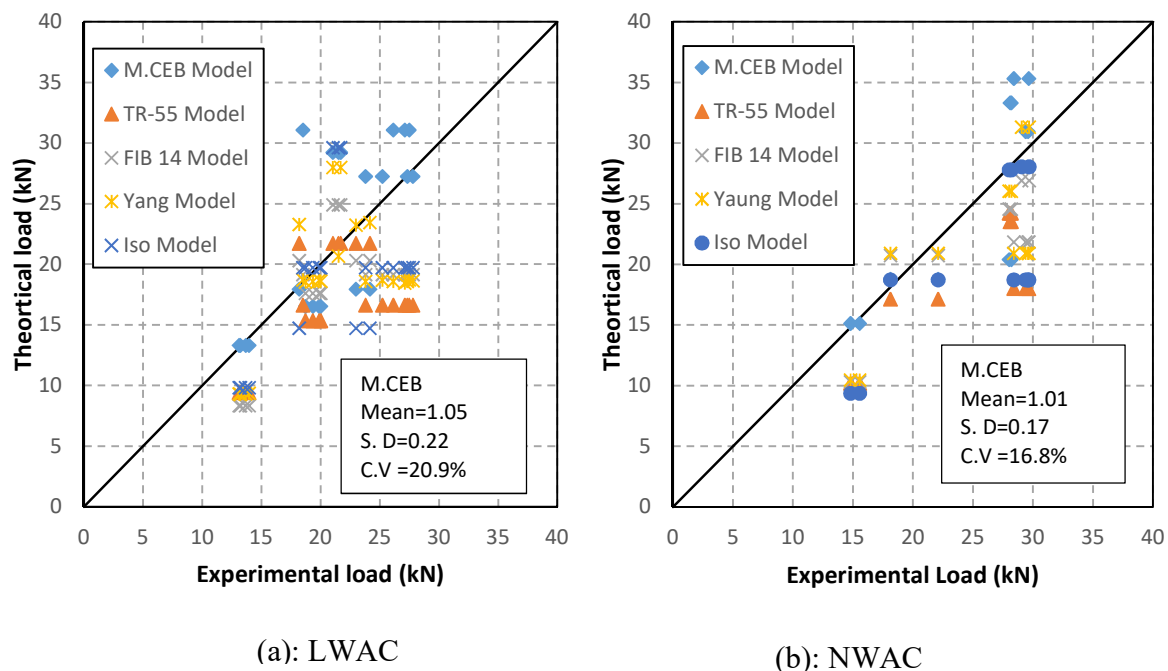 40
35
30
25
20
15
10
5
0
Theortical load (kN)
M.CEB Model
TR-55 Model
FIB 14 Model
Yang Model
Iso Model
M.CEB
Mean=1.05
S. D=0.22
C.V =20.9%
0 5 10 15 20 25 30 35 40
Experimental load (kN)
(a): LWAC
40
35
30
25
20
15
10
5
0
Theortical load (kN)
M.CEB Model
TR-55 Model
FIB 14 Model
Yaung Model
Iso Model
M.CEB
Mean=1.01
S. D=0.17
C.V =16.8%
0 5 10 15 20 25 30 35 40
Experimental Load (kN)
(b): NWAC